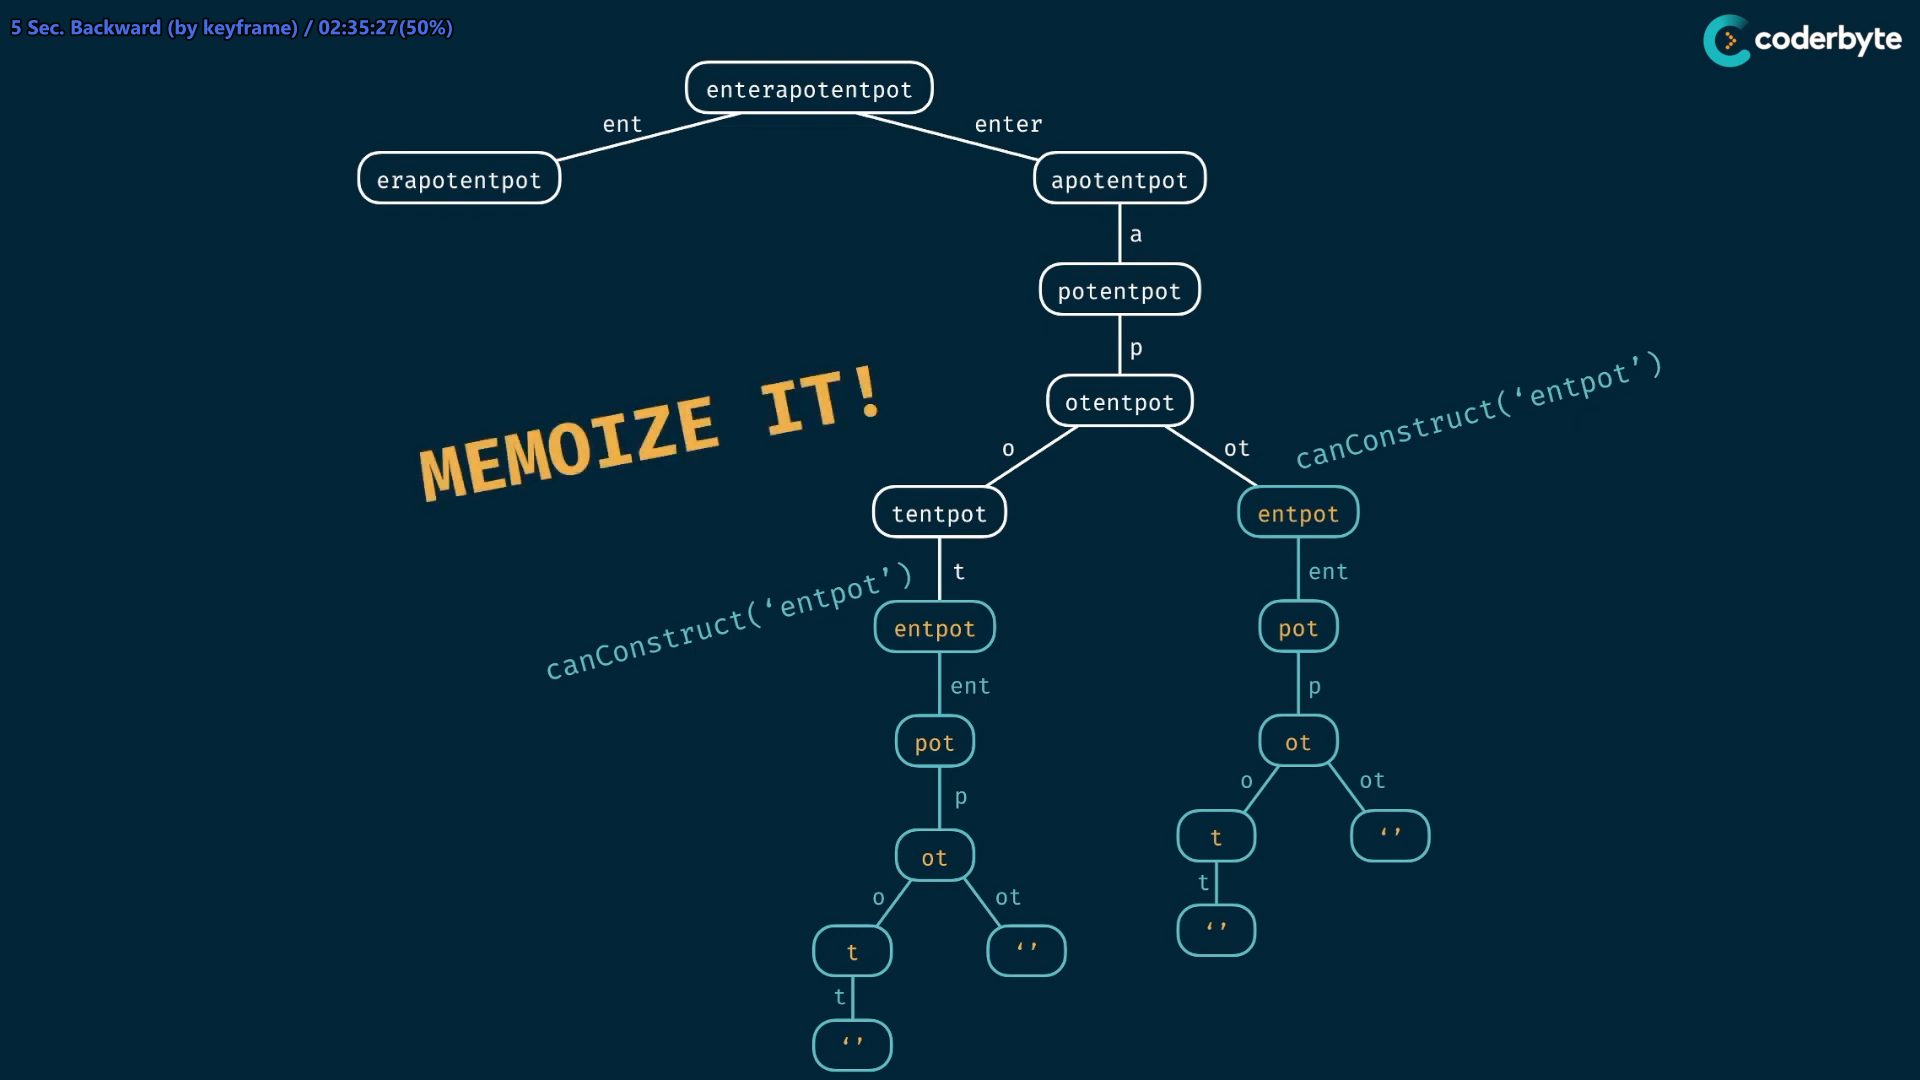 5 Sec. Backward (by keyframe) / 02:35:27(50%)
coderbyte
enterapotentpot
ent
enter
erapotentpot
apotentpot
a
potentpot
p
otentpot
MEMOIZE IT!
canConstruct(‘entpot’)
o
ot
tentpot
entpot
t
ent
canConstruct(‘entpot’)
entpot
pot
ent
p
pot
ot
p
o
ot
t
‘’
ot
t
o
ot
‘’
t
‘’
t
‘’